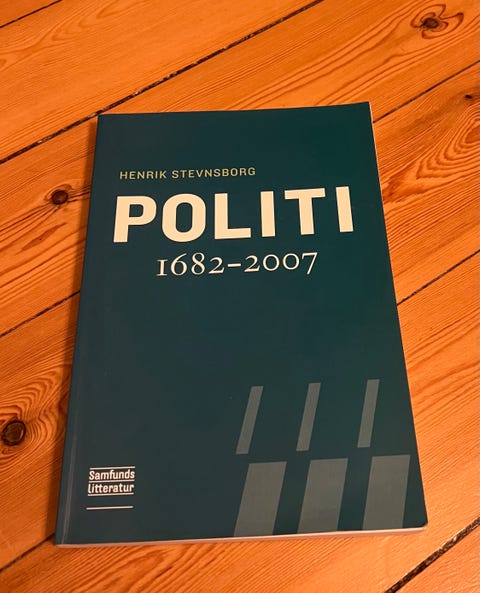 HENRIK STEVNSBORG
POLITI
1682-2007
Samfunds
litteratur